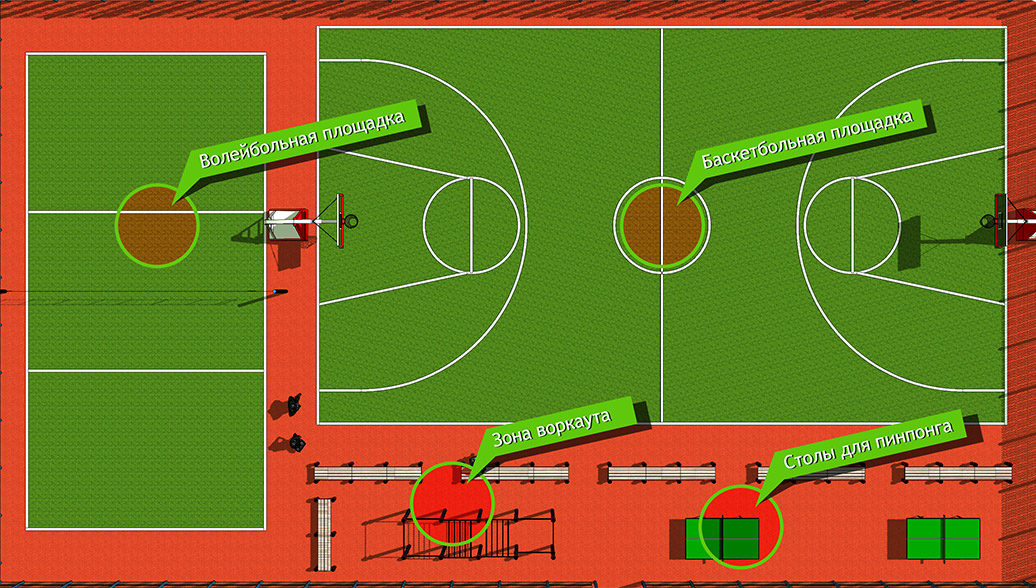 Волейбольная площадка
Баскетбольная площадка
Зона воркаута
Столы для пинпонга